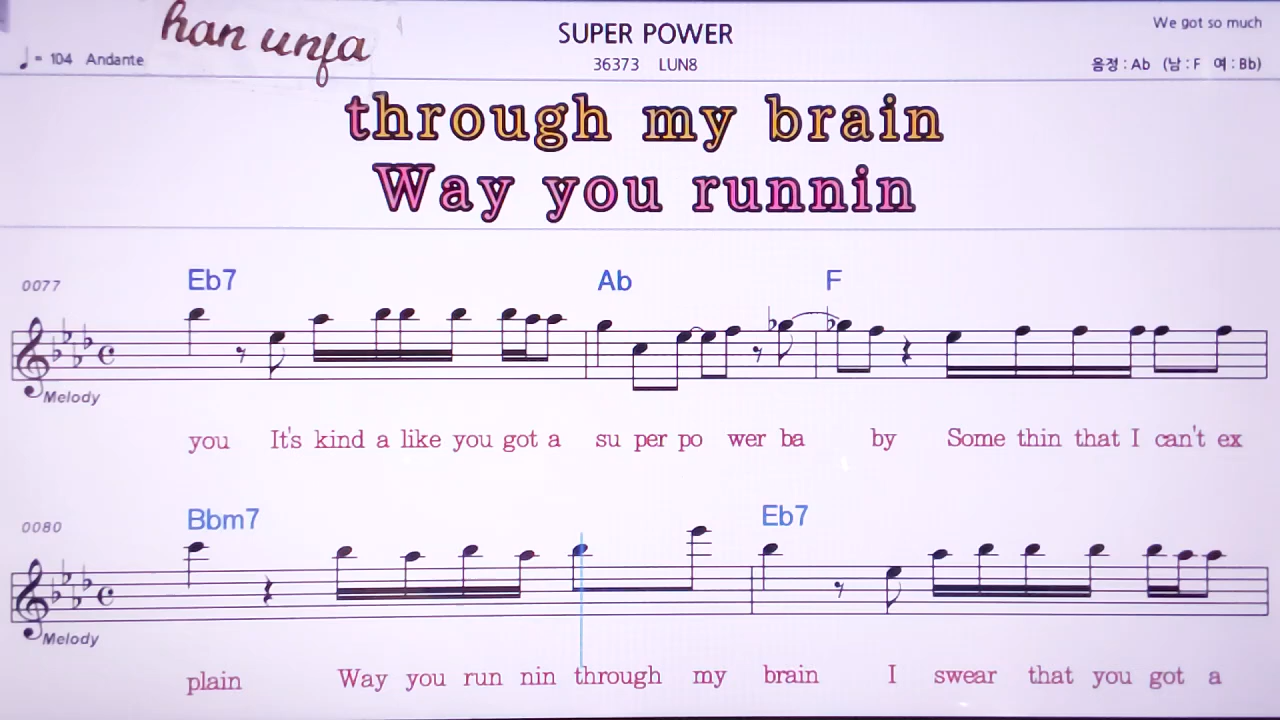 han unfa
SUPER POWER
We got so much
♩ = 104 Andante
36373 LUN8
음정 : Ab (남 : F 여 : Bb)
through my brain
Way you runnin
0077
Eb7 Ab F
Melody
you It's kind a like you got a su per po wer ba by Some thin that I can't ex
0080
Bbm7 Eb7
Melody
plain Way you run nin through my brain I swear that you got a